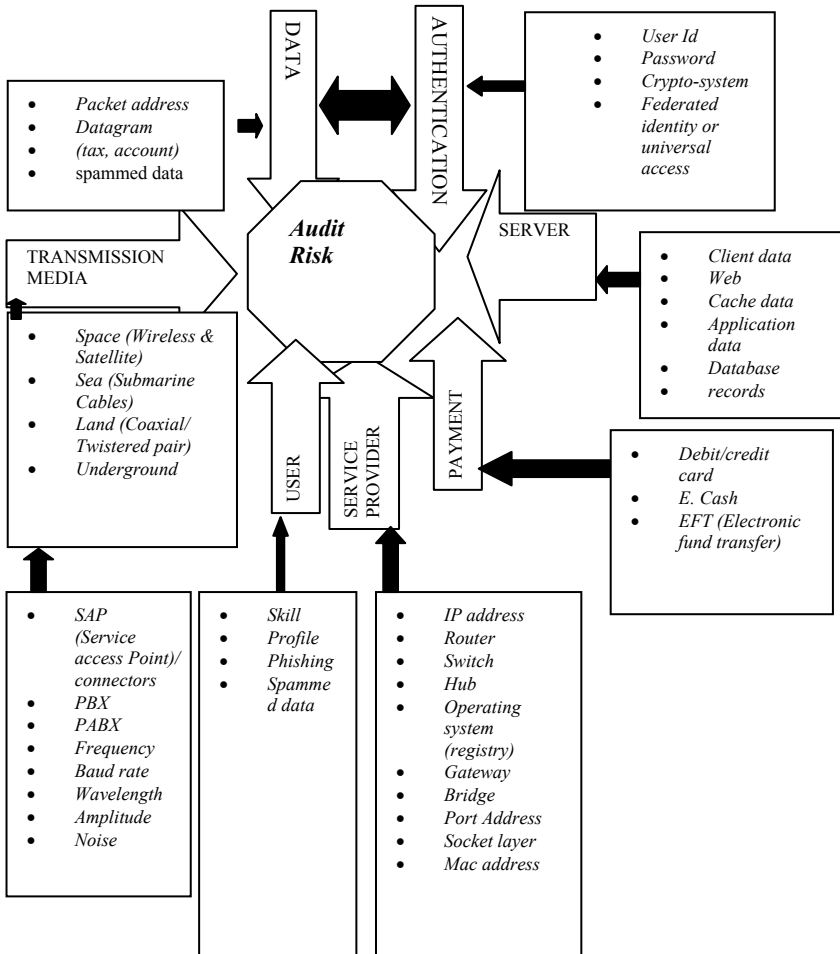 DATA
AUTHENTICATION
• User Id
• Password
• Crypto-system
• Federated
identity or
universal
access
• Packet address
• Datagram
• (tax, account)
• spammed data
Audit
Risk
TRANSMISSION
MEDIA
SERVER
• Client data
• Web
• Cache data
• Application
data
• Database
• records
• Space (Wireless &
Satellite)
• Sea (Submarine
Cables)
• Land (Coaxial/
Twistered pair)
• Underground
USER
SERVICE
PROVIDER
PAYMENT
• Debit/credit
card
• E. Cash
• EFT (Electronic
fund transfer)
• SAP
(Service
access Point)/
connectors
• PBX
• PABX
• Frequency
• Baud rate
• Wavelength
• Amplitude
• Noise
• Skill
• Profile
• Phishing
• Spamme
d data
• IP address
• Router
• Switch
• Hub
• Operating
system
(registry)
• Gateway
• Bridge
• Port Address
• Socket layer
• Mac address